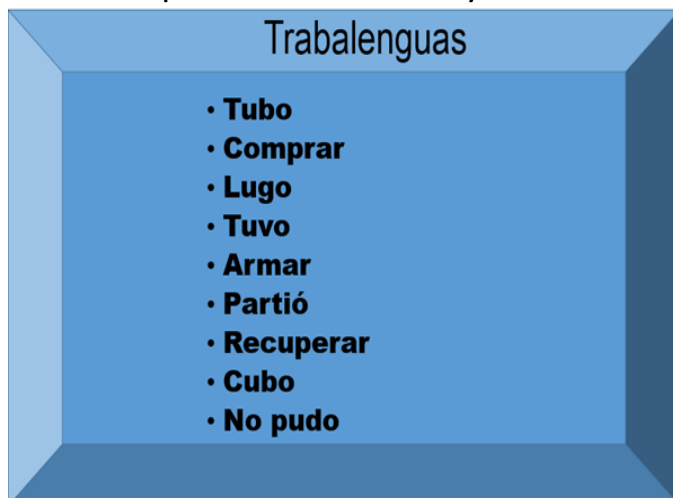 Trabalenguas
• Tubo
• Comprar
• Lugo
• Tuvo
• Armar
• Partió
• Recuperar
• Cubo
• No pudo